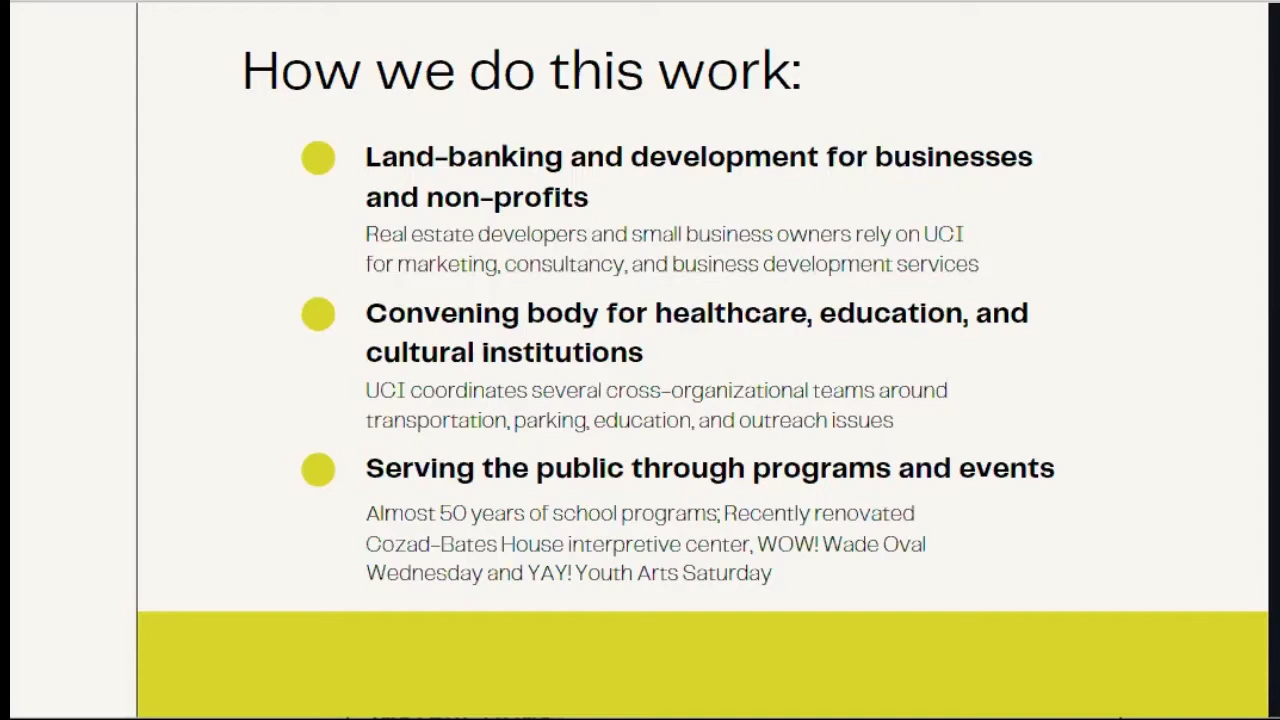 How we do this work:
Land-banking and development for businesses
and non-profits
Real estate developers and small business owners rely on UCI
for marketing, consultancy, and business development services
Convening body for healthcare, education, and
cultural institutions
UCI coordinates several cross-organizational teams around
transportation, parking, education, and outreach issues
Serving the public through programs and events
Almost 50 years of school programs; Recently renovated
Cozad-Bates House interpretive center, WOW! Wade Oval
Wednesday and YAY! Youth Arts Saturday